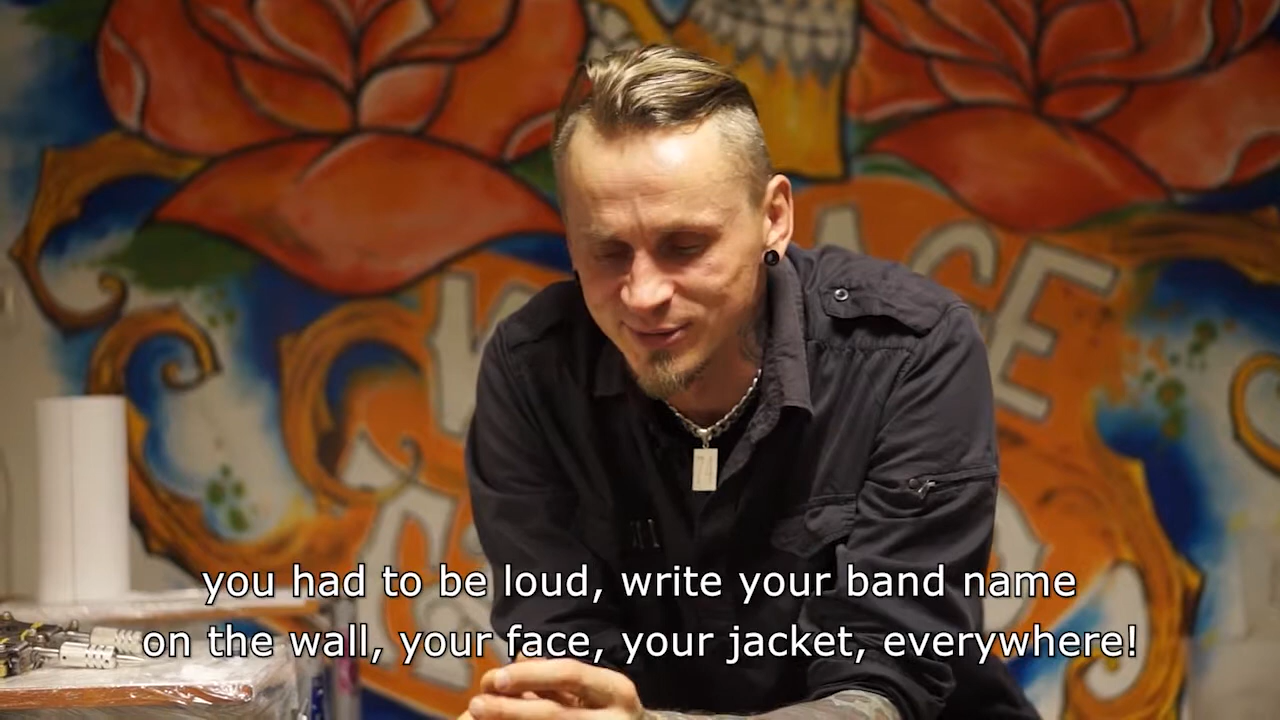 you had to be loud, write your band name
on the wall, your face, your jacket, everywhere!